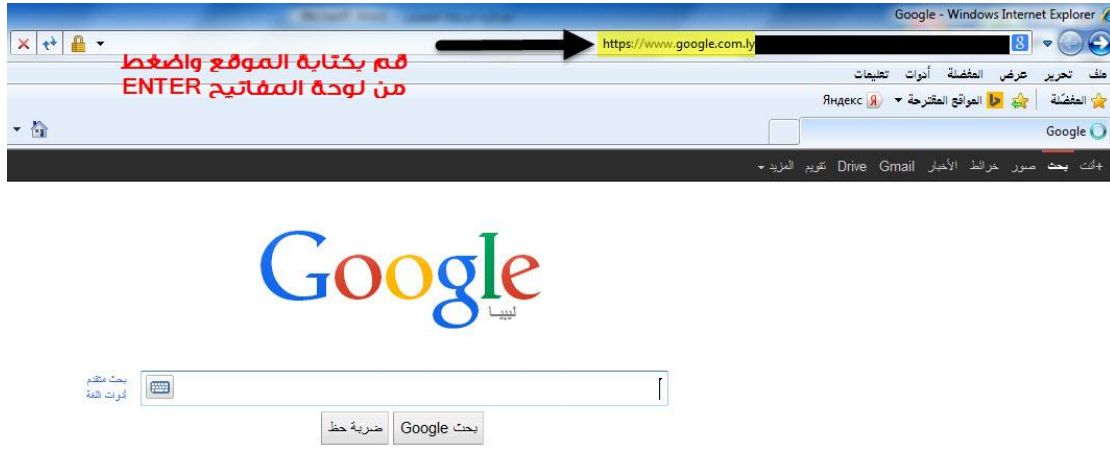 Google - Windows Internet Explorer
https://www.google.com.ly
قم بكتابة الموقع واضغط
من لوحة المفاتيح ENTER
ملف تحرير عرض المفضلة أدوات تعليمات
المفضلة المواقع المقترحة Яндекс
Google
+أنت بحث صور خرائط الأخبار Gmail Drive تقويم المزيد
Google
ليبيا
بحث متقدم
أدوات اللغة
بحث Google ضربة حظ